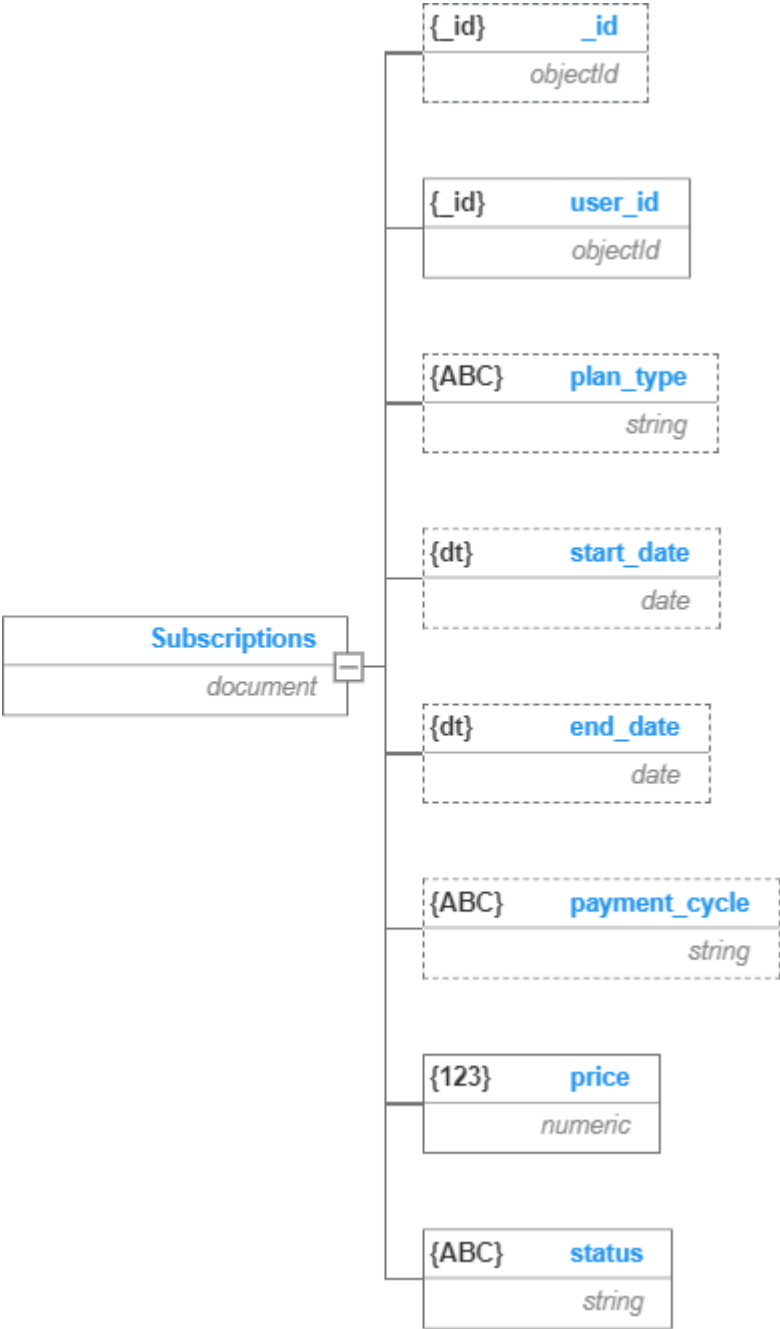 {_id} _id
objectId
{_id} user_id
objectId
{ABC} plan_type
string
{dt} start_date
date
Subscriptions
document
{dt} end_date
date
{ABC} payment_cycle
string
{123} price
numeric
{ABC} status
string